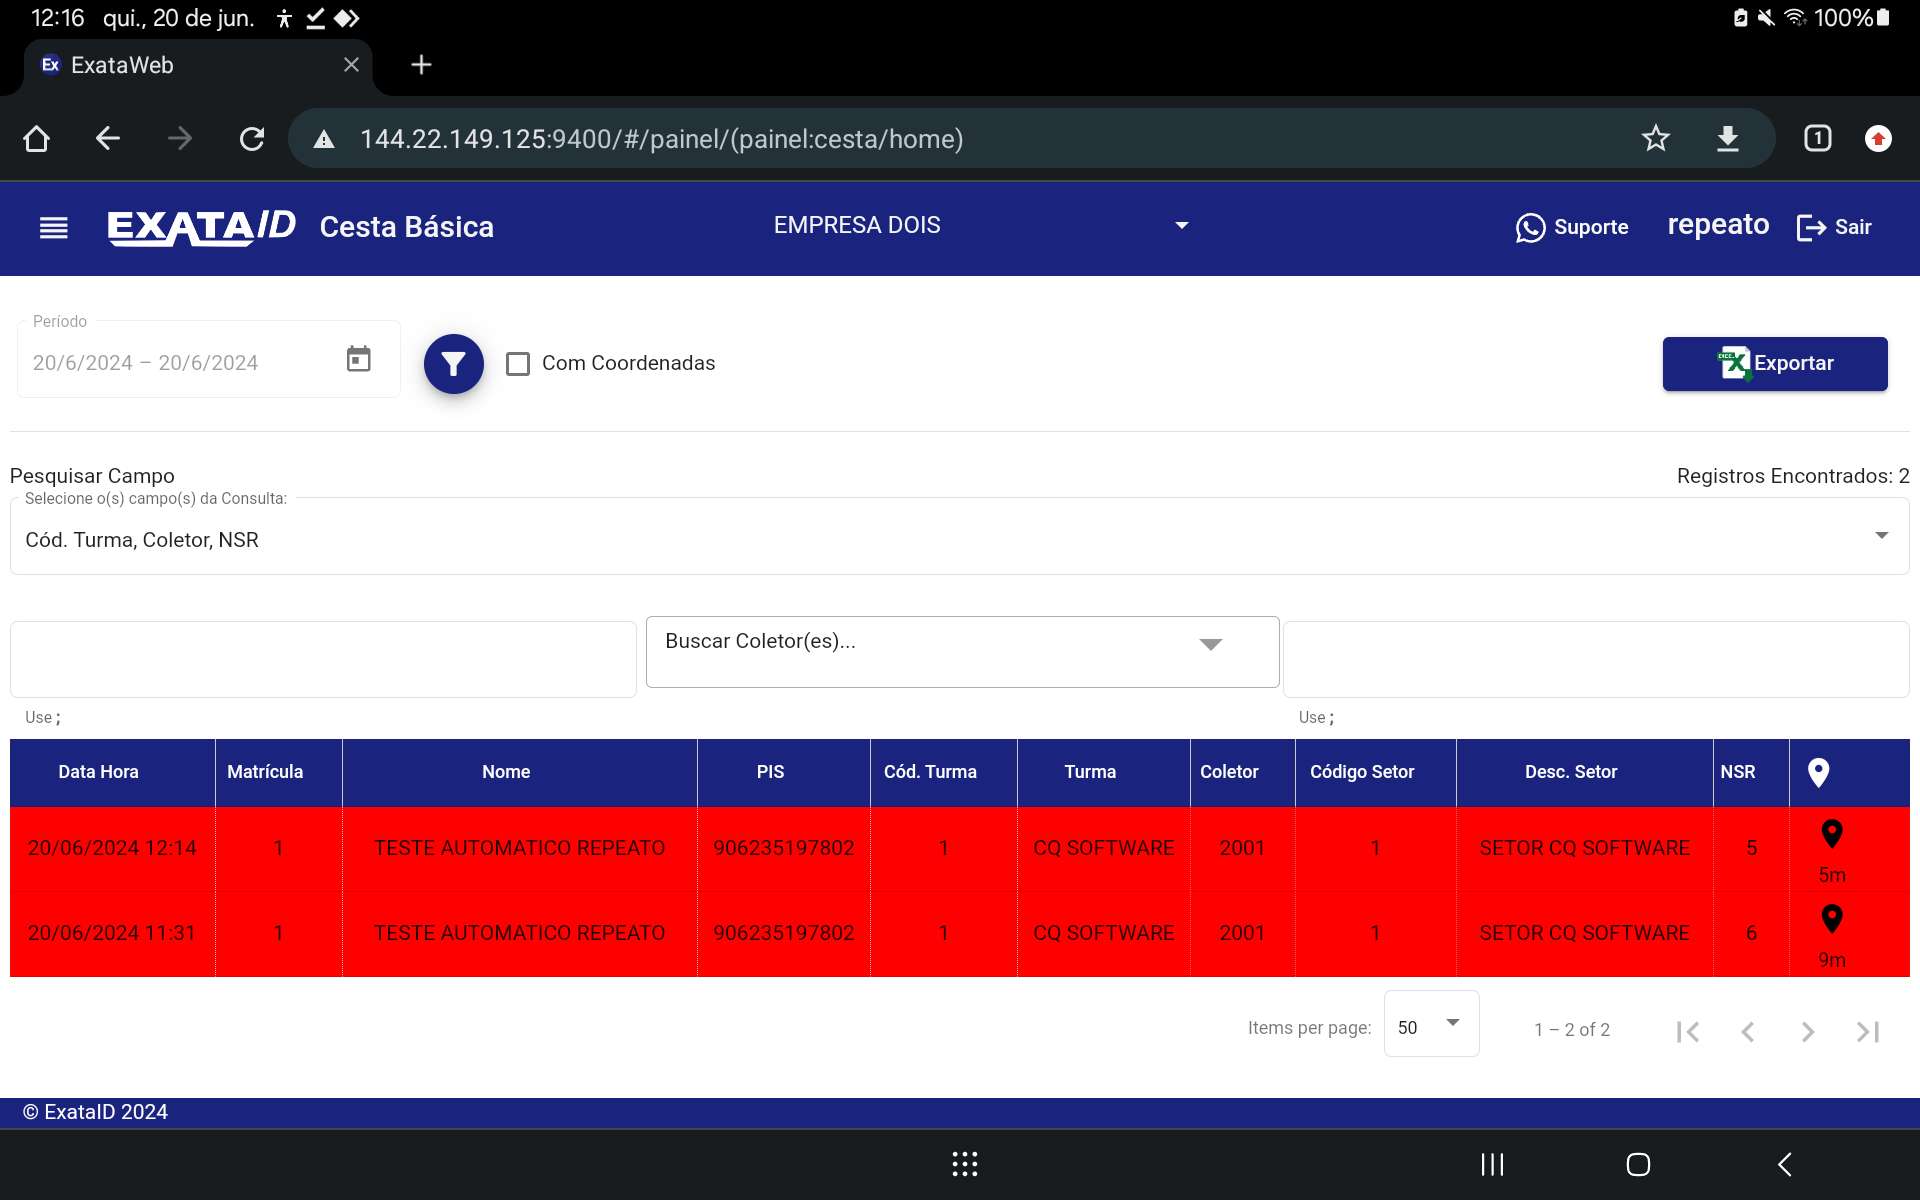 12:16 qui., 20 de jun. 100%
Ex ExataWeb
144.22.149.125:9400/#/painel/(painel:cesta/home) 1
EXATAID Cesta Básica EMPRESA DOIS Suporte repeato Sair
Período
20/6/2024 – 20/6/2024 Com Coordenadas Exportar
Pesquisar Campo Registros Encontrados: 2
Selecione o(s) campo(s) da Consulta:
Cód. Turma, Coletor, NSR
Buscar Coletor(es)...
Use ; Use ;
Data Hora Matrícula Nome PIS Cód. Turma Turma Coletor Código Setor Desc. Setor NSR
20/06/2024 12:14 1 TESTE AUTOMATICO REPEATO 906235197802 1 CQ SOFTWARE 2001 1 SETOR CQ SOFTWARE 5 5m
20/06/2024 11:31 1 TESTE AUTOMATICO REPEATO 906235197802 1 CQ SOFTWARE 2001 1 SETOR CQ SOFTWARE 6 9m
Items per page: 50 1 – 2 of 2
© ExataID 2024